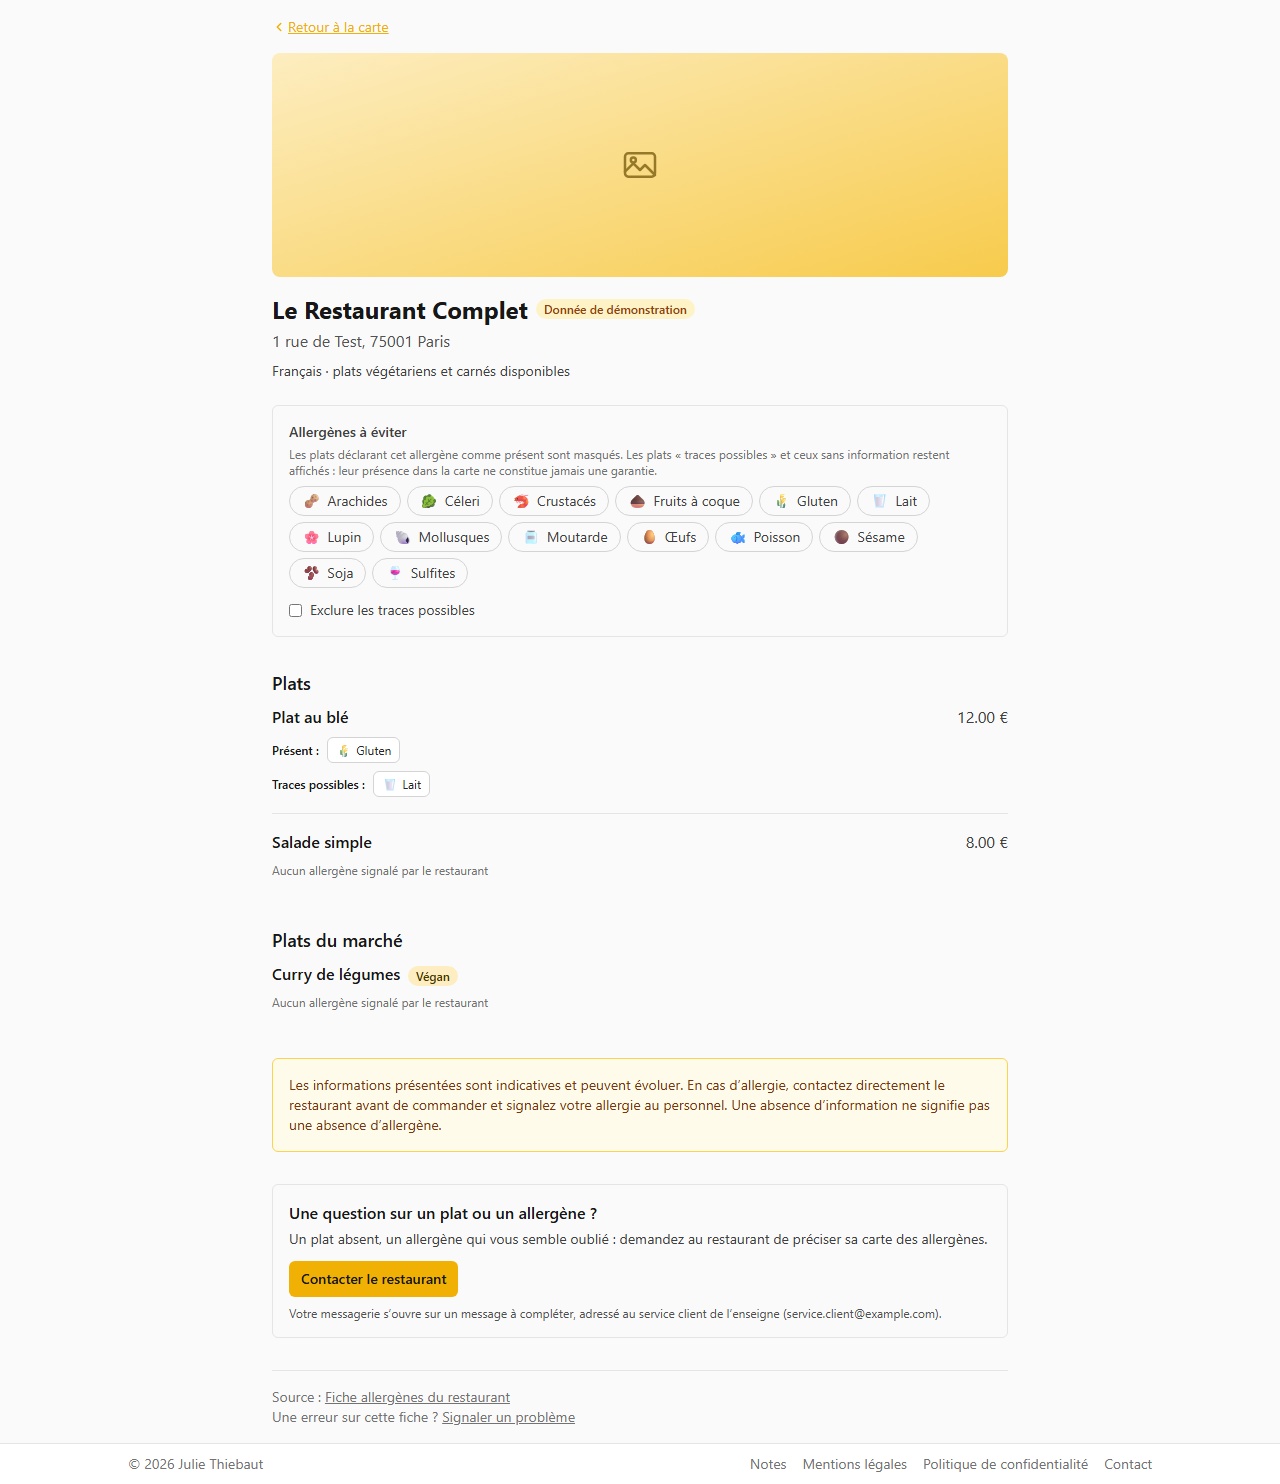 Retour à la carte
Le Restaurant Complet Donnée de démonstration
1 rue de Test, 75001 Paris
Français · plats végétariens et carnés disponibles
Allergènes à éviter
Les plats déclarant cet allergène comme présent sont masqués. Les plats « traces possibles » et ceux sans information restent
affichés : leur présence dans la carte ne constitue jamais une garantie.
Arachides Céleri Crustacés Fruits à coque Gluten Lait
Lupin Mollusques Moutarde Œufs Poisson Sésame
Soja Sulfites
Exclure les traces possibles
Plats
Plat au blé 12.00 €
Présent : Gluten
Traces possibles : Lait
Salade simple 8.00 €
Aucun allergène signalé par le restaurant
Plats du marché
Curry de légumes Végan
Aucun allergène signalé par le restaurant
Les informations présentées sont indicatives et peuvent évoluer. En cas d’allergie, contactez directement le
restaurant avant de commander et signalez votre allergie au personnel. Une absence d’information ne signifie pas
une absence d’allergène.
Une question sur un plat ou un allergène ?
Un plat absent, un allergène qui vous semble oublié : demandez au restaurant de préciser sa carte des allergènes.
Contacter le restaurant
Votre messagerie s’ouvre sur un message à compléter, adressé au service client de l’enseigne (service.client@example.com).
Source : Fiche allergènes du restaurant
Une erreur sur cette fiche ? Signaler un problème
© 2026 Julie Thiebaut Notes Mentions légales Politique de confidentialité Contact